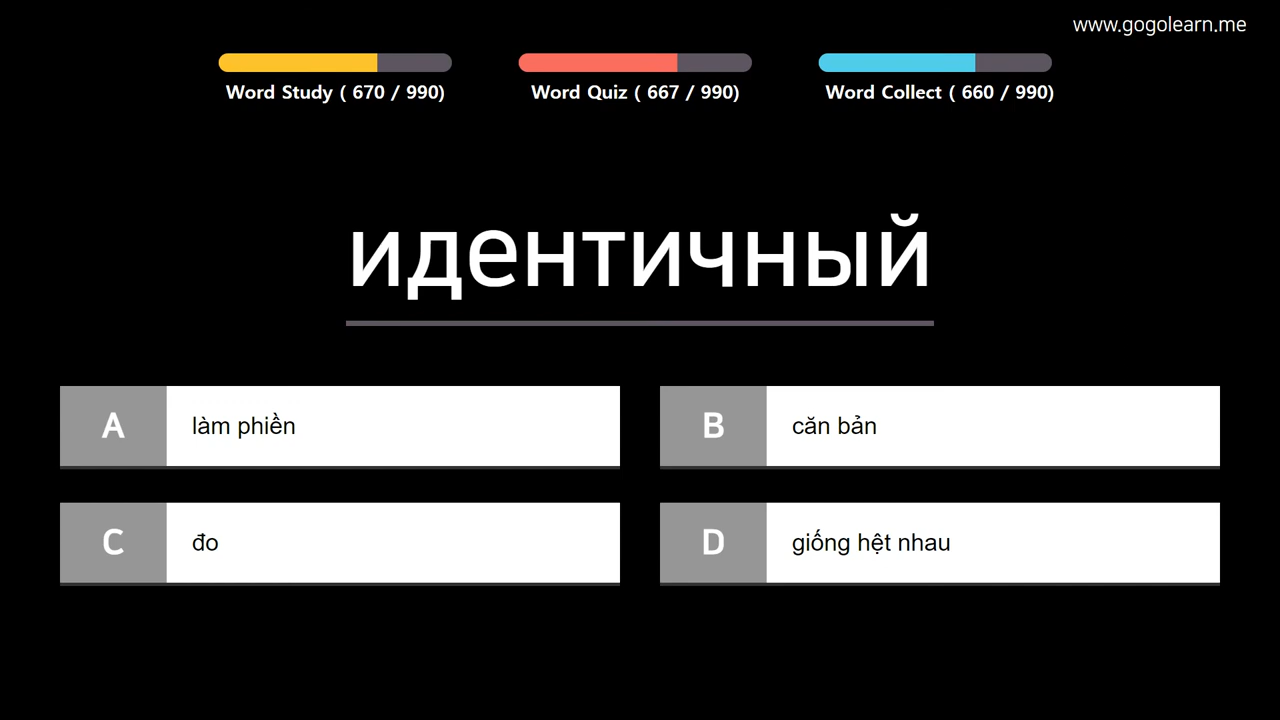 www.gogolearn.me
Word Study ( 670 / 990)
Word Quiz ( 667 / 990)
Word Collect ( 660 / 990)
идентичный
A làm phiền
B căn bản
C đo
D giống hệt nhau